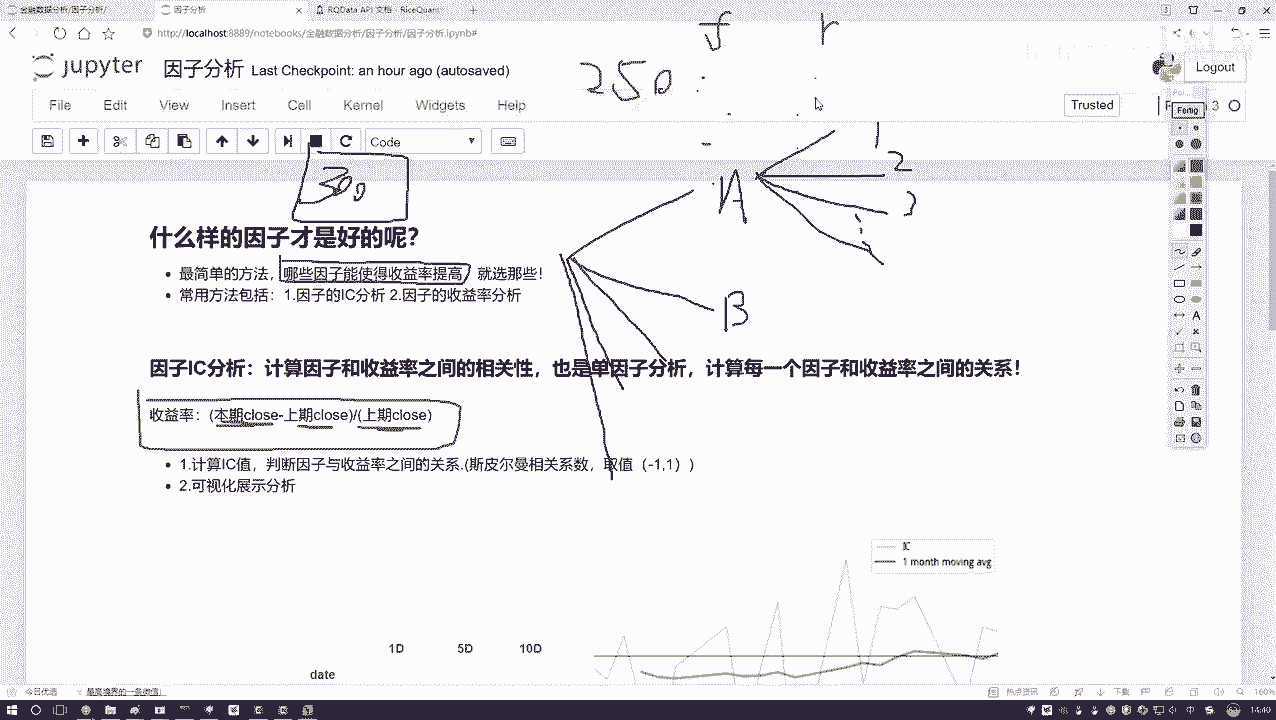 金融数据分析/因子分析/
因子分析
RQData API 文档 - RiceQuant
http://localhost:8889/notebooks/金融数据分析/因子分析/因子分析.ipynb#
f r
250
jupyter 因子分析 Last Checkpoint: an hour ago (autosaved)
Logout
File Edit View Insert Cell Kernel Widgets Help
Trusted
3
Code
300
A
1
2
3
B
什么样的因子才是好的呢？
最简单的方法，哪些因子能使得收益率提高，就选那些！
常用方法包括：1.因子的IC分析 2.因子的收益率分析
因子IC分析：计算因子和收益率之间的相关性，也是单因子分析，计算每一个因子和收益率之间的关系！
收益率：(本期close-上期close)/(上期close)
1.计算IC值，判断因子与收益率之间的关系.(斯皮尔曼相关系数，取值（-1,1））
2.可视化展示分析
IC
1 month moving avg
1D 5D 10D
date
热点资讯
下载
160%
14:40